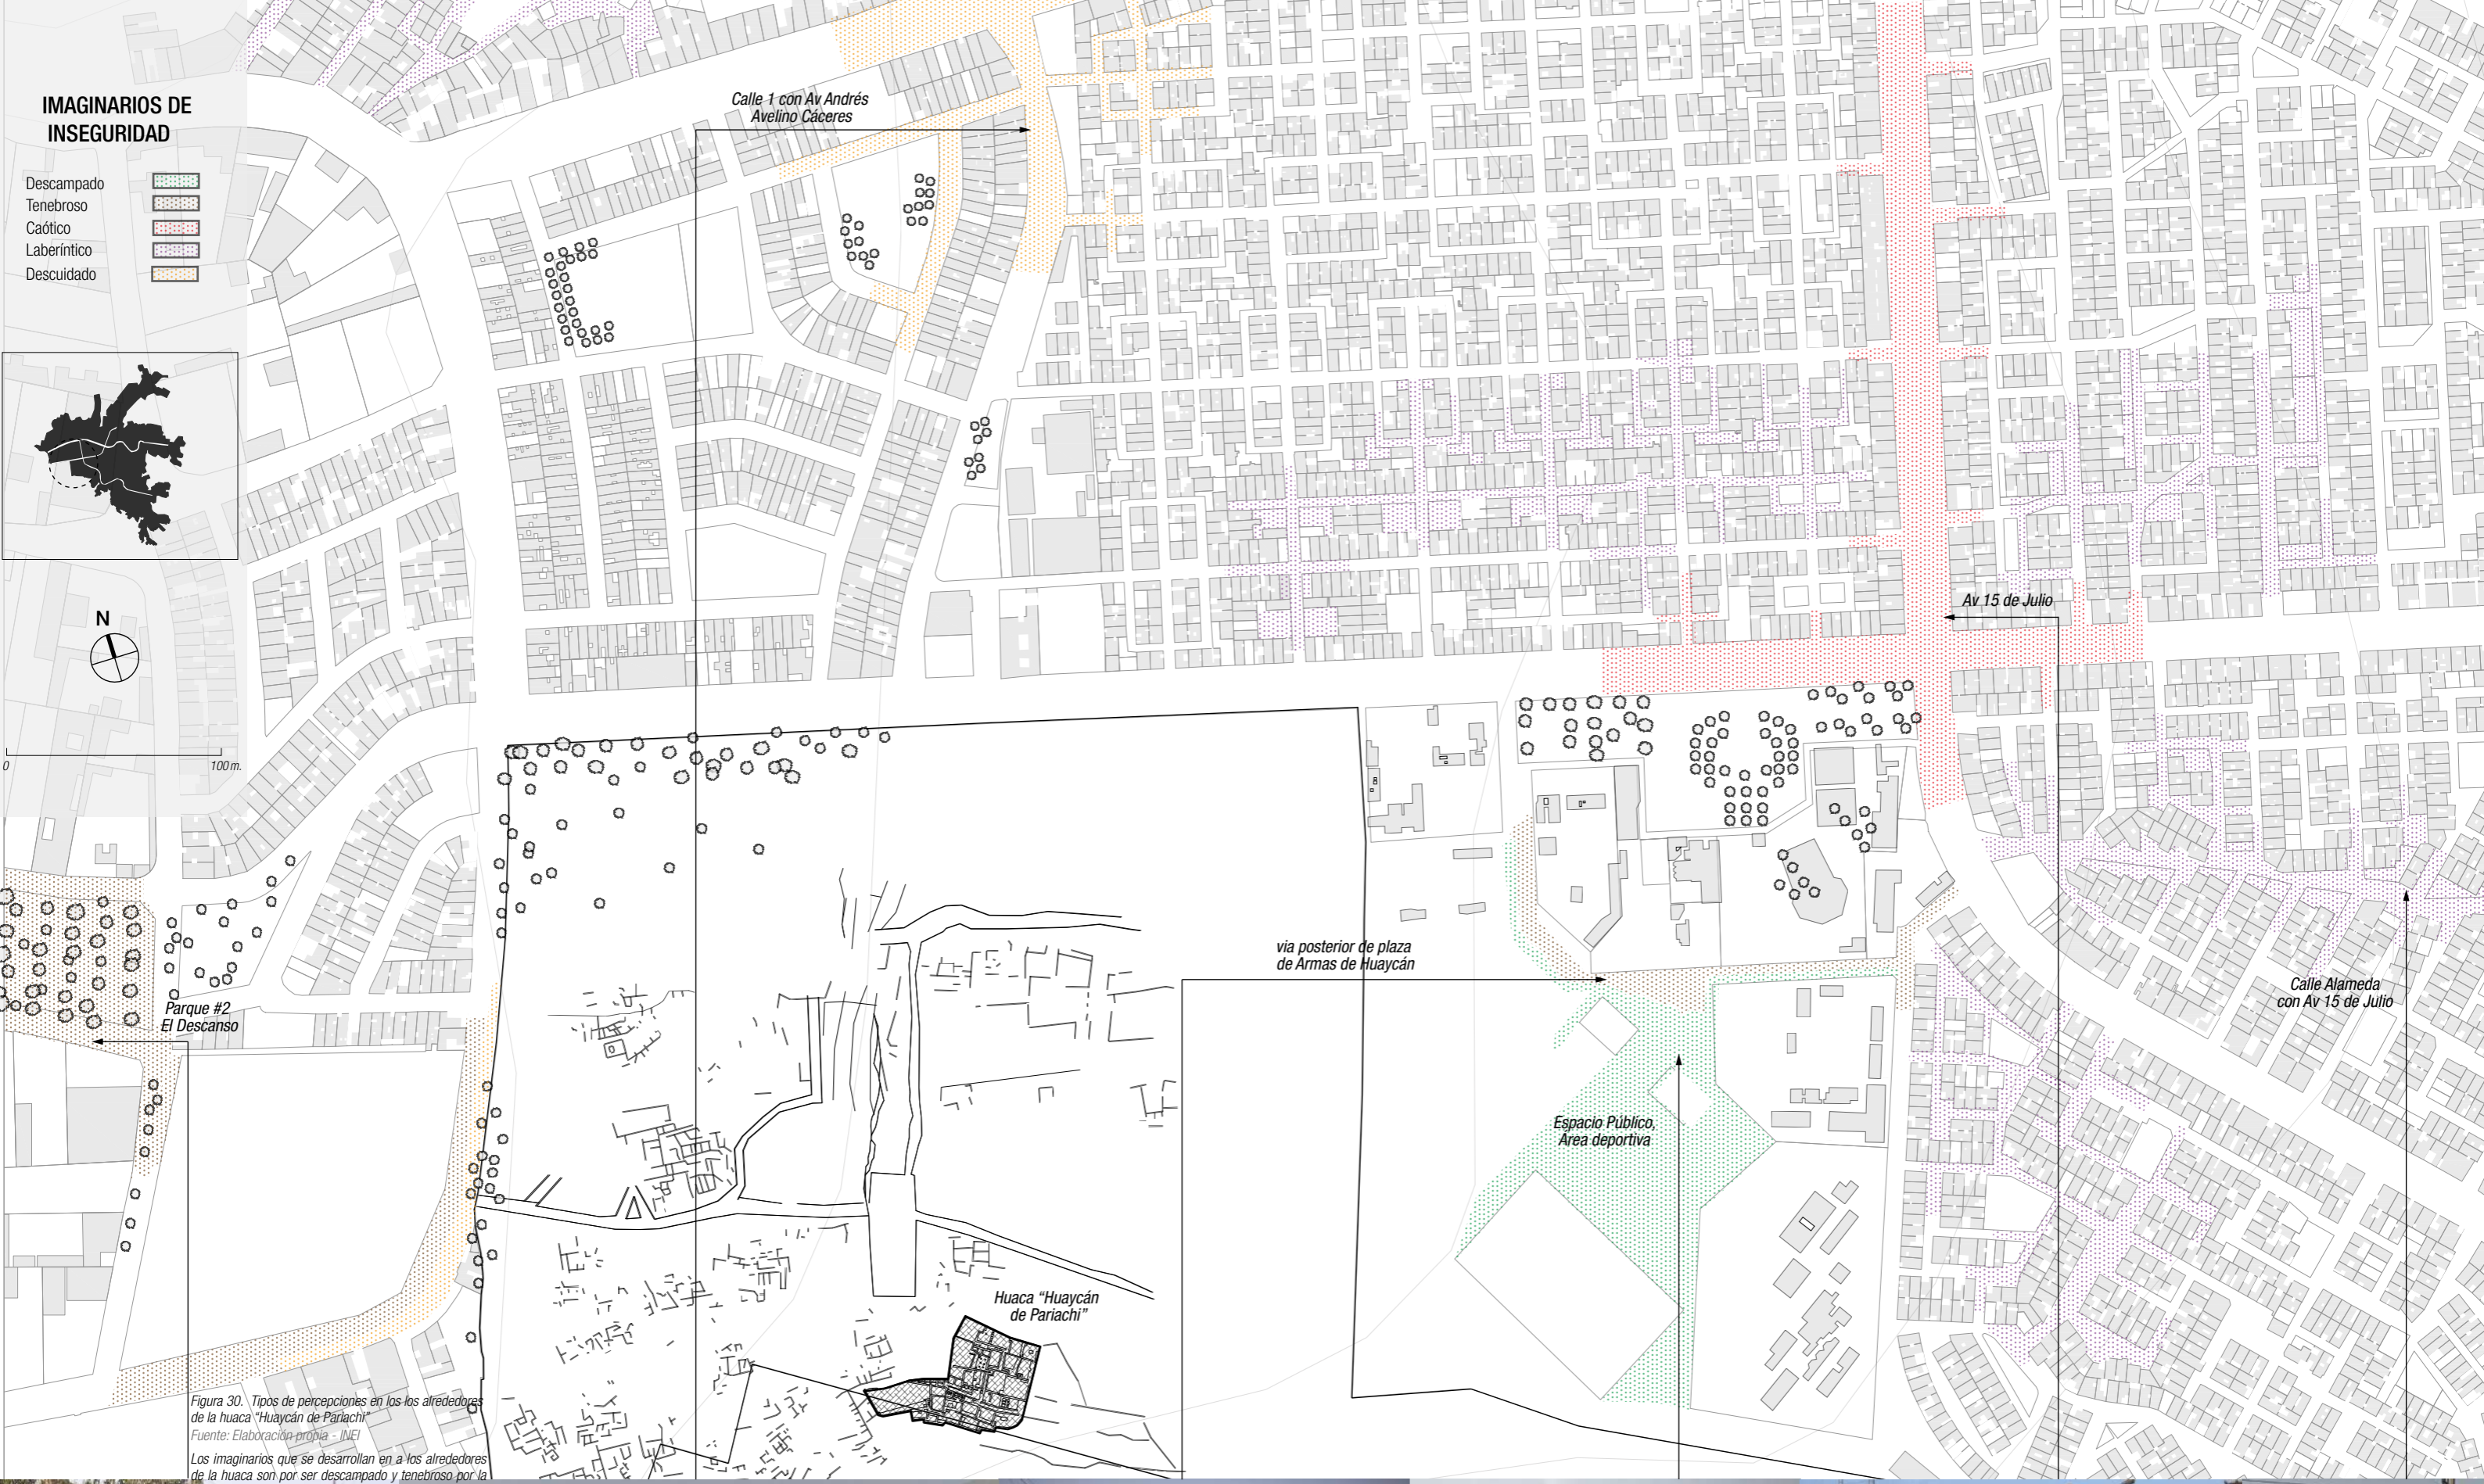 IMAGINARIOS DE
INSEGURIDAD
Descampado
Tenebroso
Caótico
Laberíntico
Descuidado
N
0
100 m.
Calle 1 con Av Andrés
Avelino Cáceres
Av 15 de Julio
via posterior de plaza
de Armas de Huaycán
Calle Alameda
con Av 15 de Julio
Parque #2
El Descanso
Espacio Público,
Area deportiva
Huaca “Huaycán
de Pariachi”
Figura 30. Tipos de percepciones en los los alrededores
de la huaca “Huaycán de Pariachi”
Fuente: Elaboración propia - INEI
Los imaginarios que se desarrollan en a los alrededores
de la huaca son por ser descampado y tenebroso por la